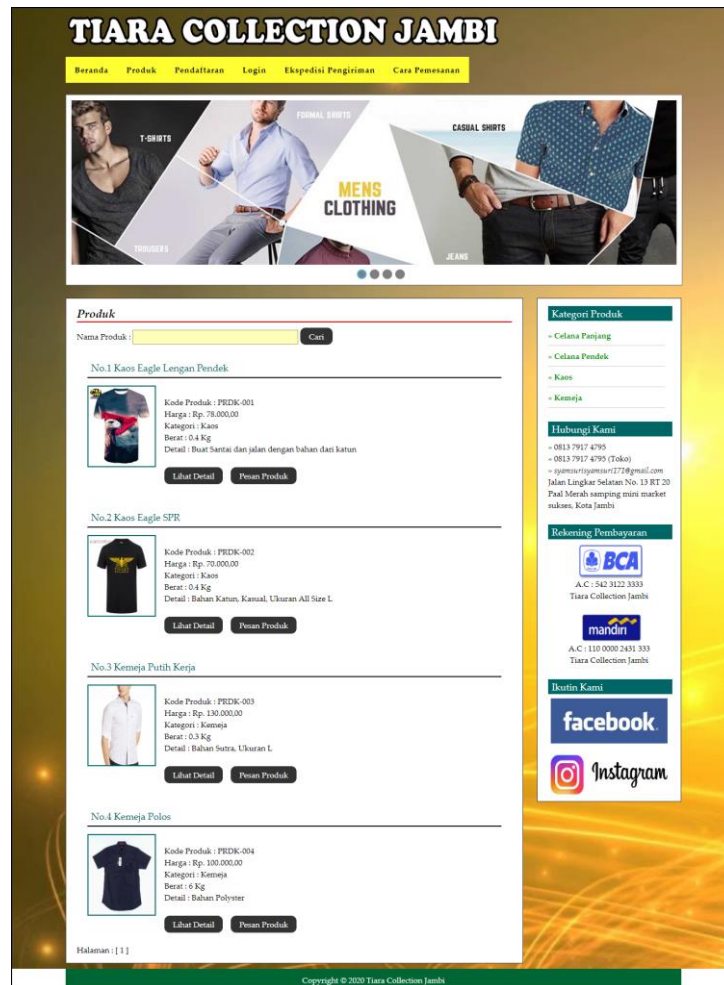 TIARA COLLECTION JAMBI
Beranda Produk Pendaftaran Login Ekspedisi Pengiriman Cara Pemesanan
T-SHIRTS
FORMAL SHIRTS
CASUAL SHIRTS
MENS
CLOTHING
TROUSERS
JEANS
Produk
Nama Produk :
Cari
No.1 Kaos Eagle Lengan Pendek
Kode Produk : PRDK-001
Harga : Rp. 78.000,00
Kategori : Kaos
Berat : 0.4 Kg
Detail : Buat Santai dan jalan dengan bahan dari katun
Lihat Detail Pesan Produk
No.2 Kaos Eagle SPR
Kode Produk : PRDK-002
Harga : Rp. 70.000,00
Kategori : Kaos
Berat : 0.4 Kg
Detail : Bahan Katun, Kasual, Ukuran All Size L
Lihat Detail Pesan Produk
No.3 Kemeja Putih Kerja
Kode Produk : PRDK-003
Harga : Rp. 130.000,00
Kategori : Kemeja
Berat : 0.3 Kg
Detail : Bahan Sutra, Ukuran L
Lihat Detail Pesan Produk
No.4 Kemeja Polos
Kode Produk : PRDK-004
Harga : Rp. 100.000,00
Kategori : Kemeja
Berat : 6 Kg
Detail : Bahan Polyster
Lihat Detail Pesan Produk
Halaman : [ 1 ]
Kategori Produk
» Celana Panjang
» Celana Pendek
» Kaos
» Kemeja
Hubungi Kami
» 0813 7917 4795
» 0813 7917 4795 (Toko)
» syamsurisyamsuri171@gmail.com
Jalan Lingkar Selatan No. 13 RT 20
Paal Merah samping mini market
sukses, Kota Jambi
Rekening Pembayaran
BCA
A.C : 542 3122 3333
Tiara Collection Jambi
mandiri
A.C : 110 0000 2431 333
Tiara Collection Jambi
Ikutin Kami
facebook.
Instagram
Copyright © 2020 Tiara Collection Jambi